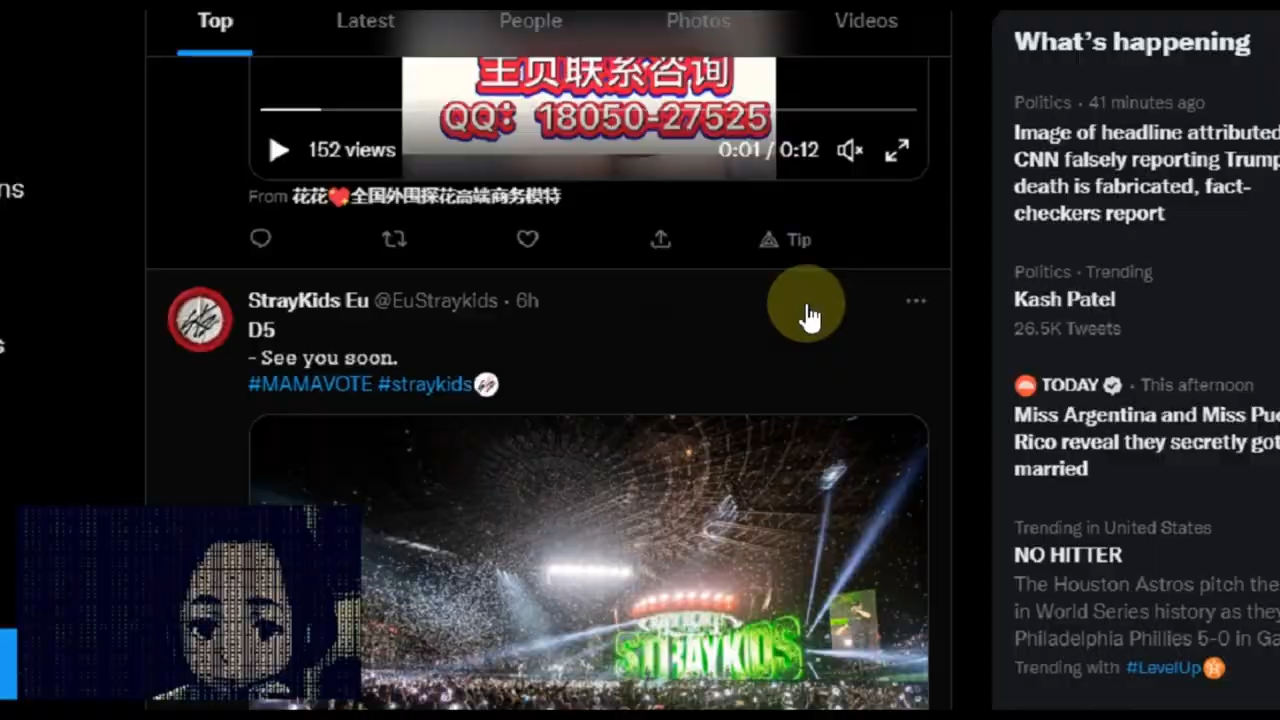 Top
Latest
People
Photos
Videos
主页联系咨询
QQ：18050-27525
152 views
0:01 / 0:12
From 花花❤️全国外围探花高端商务模特
Tip
StrayKids Eu @EuStraykids · 6h
D5
- See you soon.
#MAMAVOTE #straykids
STRAYKIDS
ns
s
What's happening
Politics · 41 minutes ago
Image of headline attributed
CNN falsely reporting Trump
death is fabricated, fact-
checkers report
Politics · Trending
Kash Patel
26.5K Tweets
TODAY · This afternoon
Miss Argentina and Miss Pue
Rico reveal they secretly got
married
Trending in United States
NO HITTER
The Houston Astros pitch the
in World Series history as they
Philadelphia Phillies 5-0 in Ga
Trending with #LevelUp